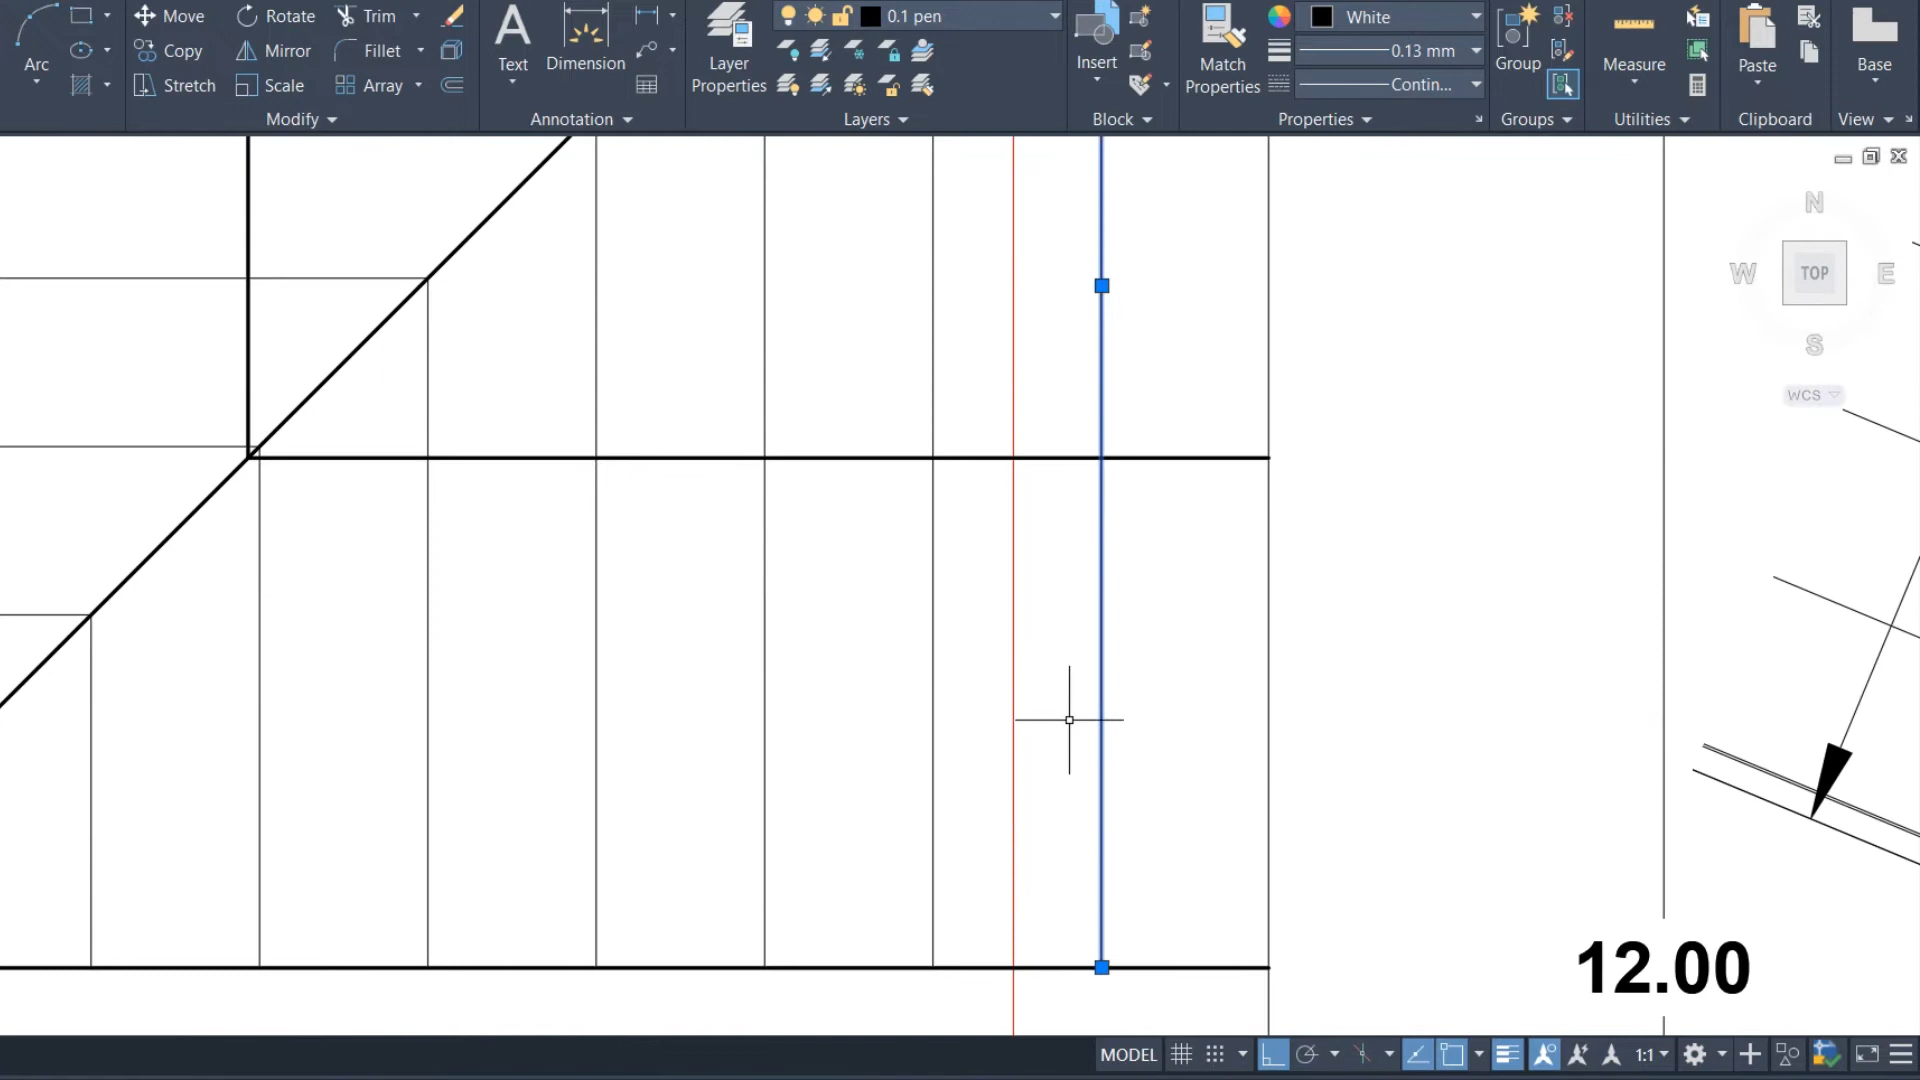 Arc
Move
Rotate
Trim
Copy
Mirror
Fillet
Stretch
Scale
Array
Modify
Text
Dimension
Annotation
Layer
Properties
0.1 pen
Layers
Insert
Block
Match
Properties
White
0.13 mm
Contin...
Properties
Group
Groups
Measure
Utilities
Paste
Clipboard
Base
View
N
W
TOP
E
S
WCS
12.00
MODEL
1:1